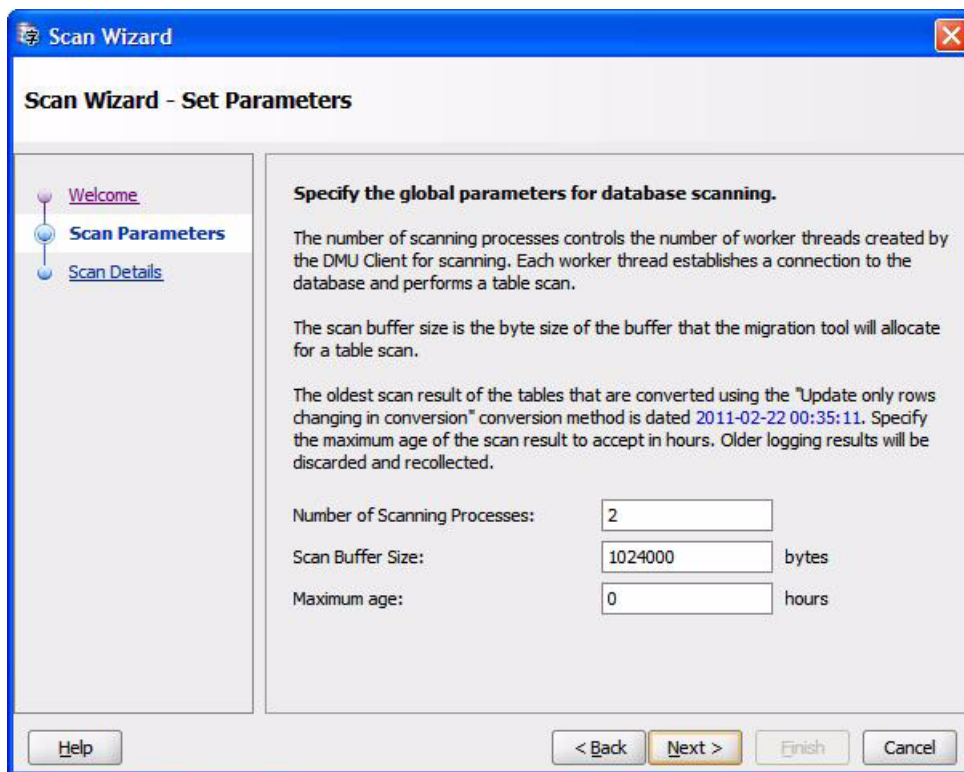 Scan Wizard
Scan Wizard - Set Parameters
Welcome
Scan Parameters
Scan Details
Specify the global parameters for database scanning.
The number of scanning processes controls the number of worker threads created by
the DMU Client for scanning. Each worker thread establishes a connection to the
database and performs a table scan.
The scan buffer size is the byte size of the buffer that the migration tool will allocate
for a table scan.
The oldest scan result of the tables that are converted using the "Update only rows
changing in conversion" conversion method is dated 2011-02-22 00:35:11. Specify
the maximum age of the scan result to accept in hours. Older logging results will be
discarded and recollected.
Number of Scanning Processes: 2
Scan Buffer Size: 1024000 bytes
Maximum age: 0 hours
Help < Back Next > Finish Cancel